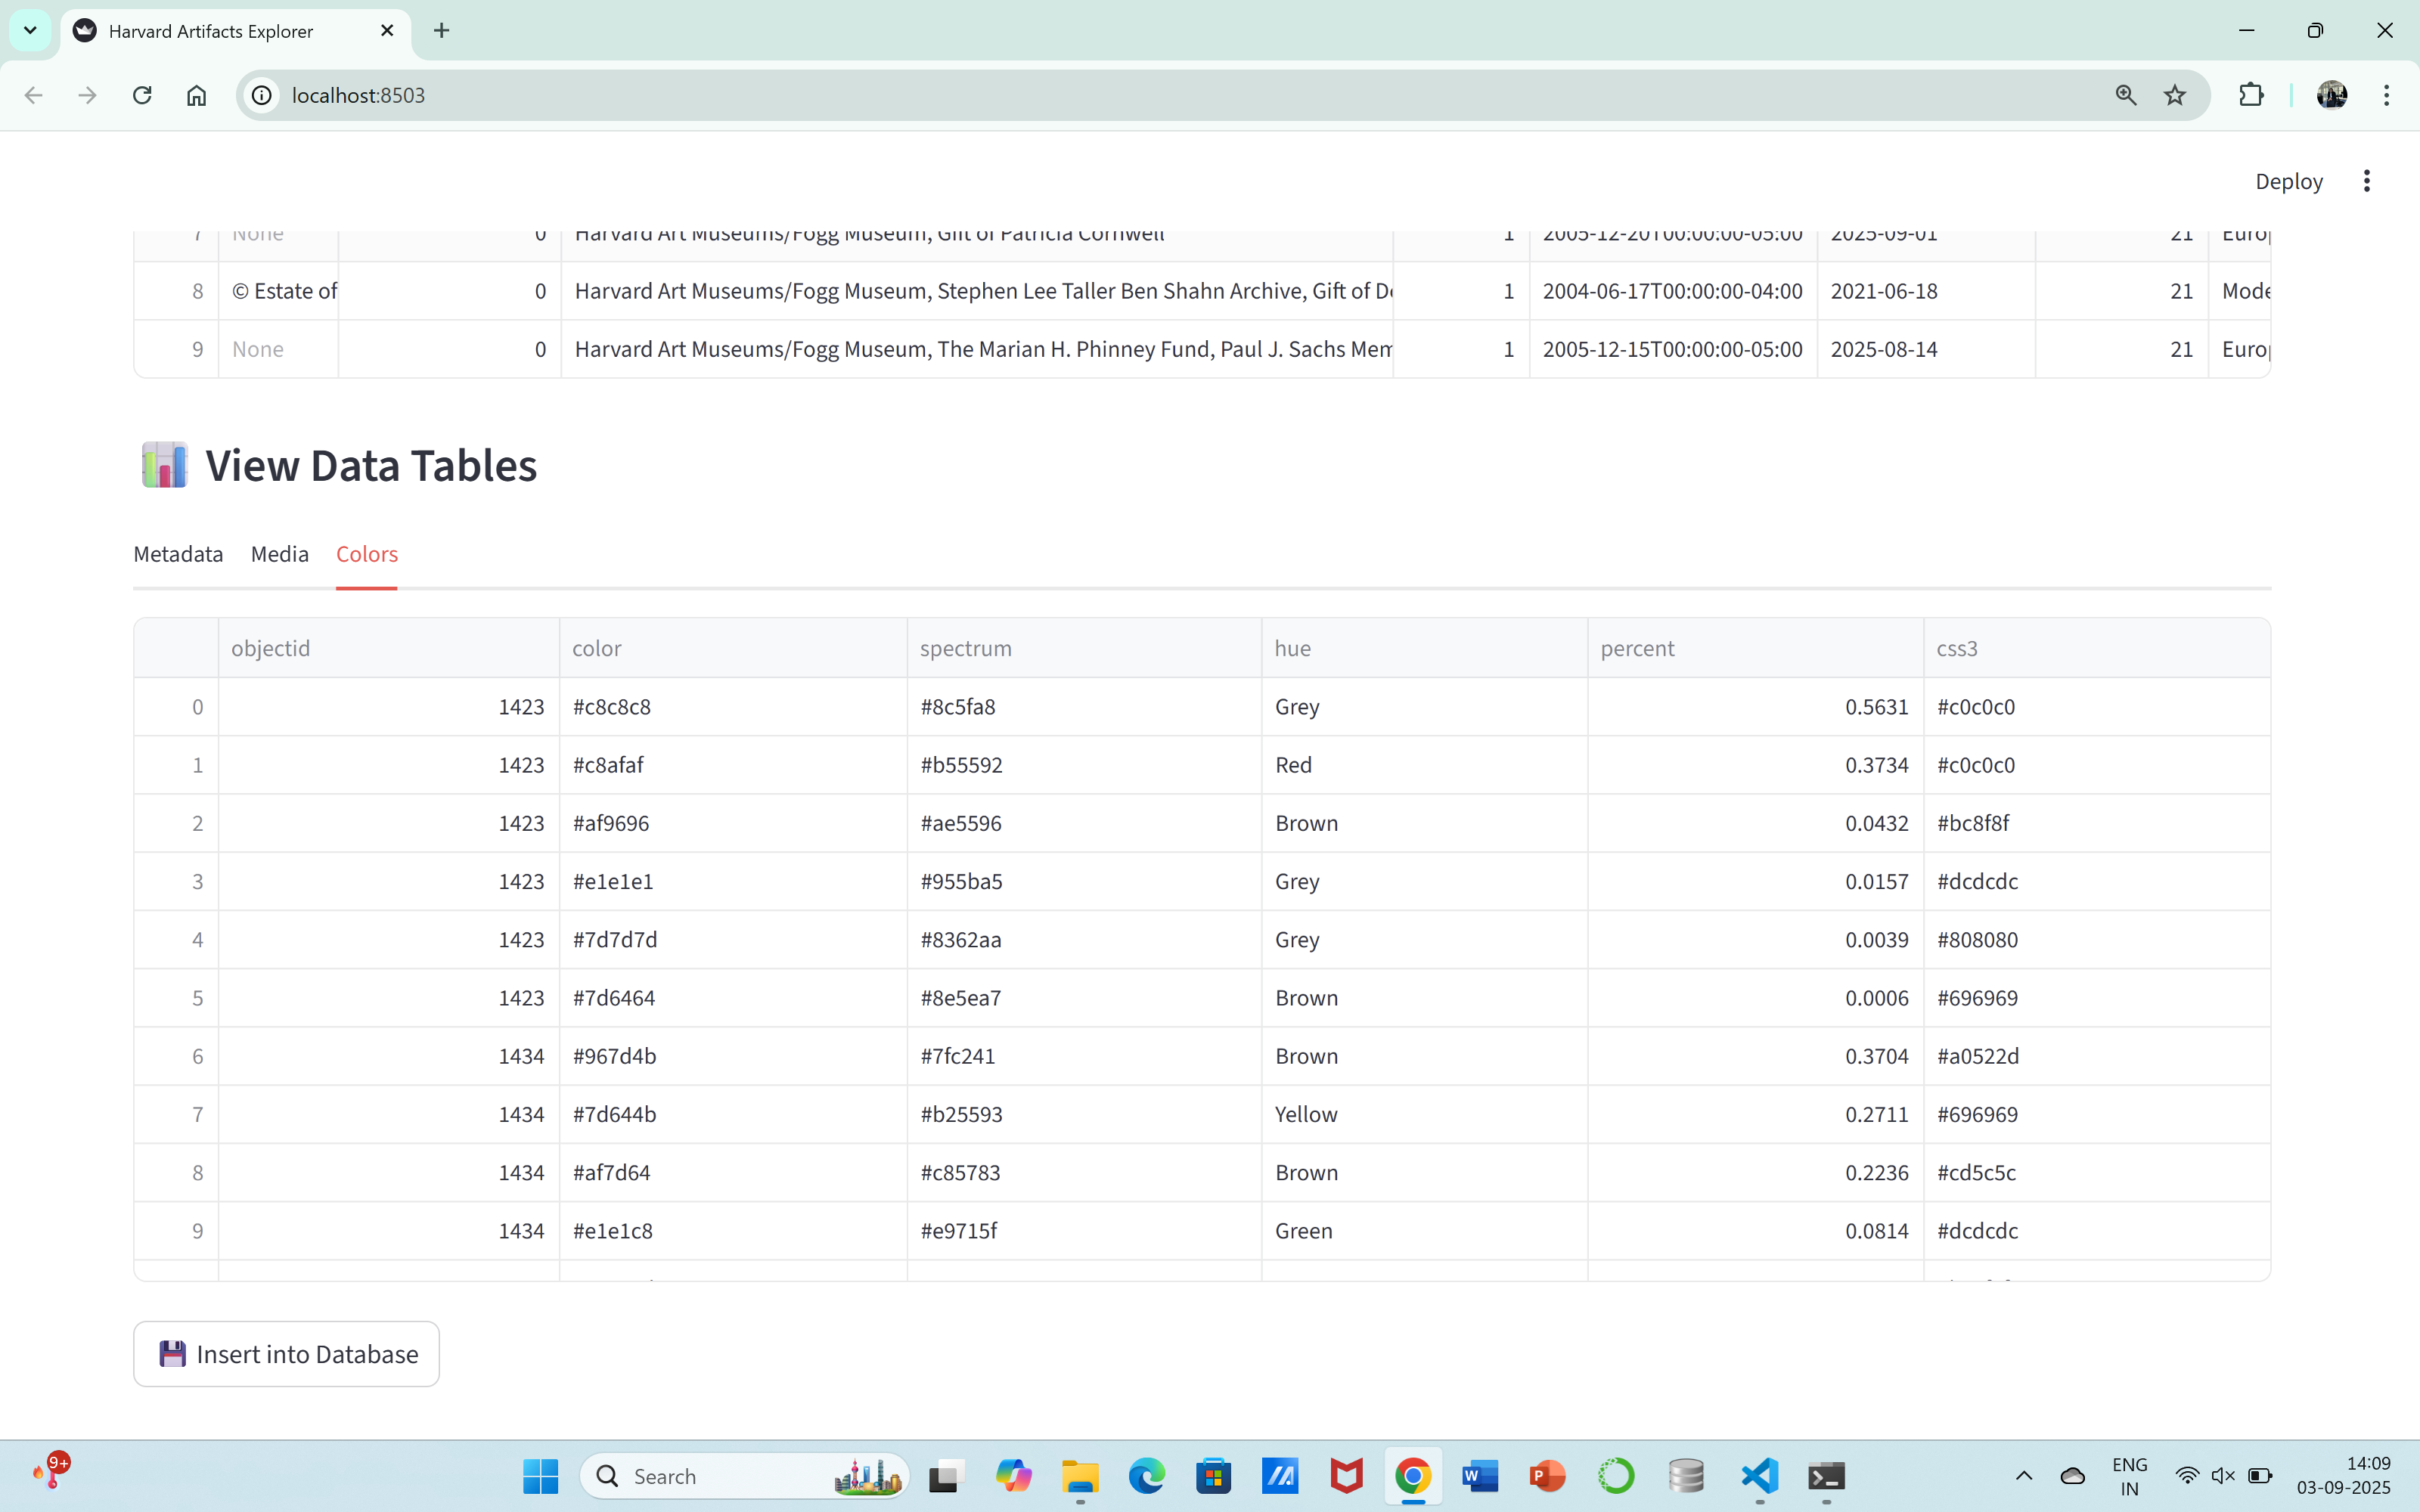 Harvard Artifacts Explorer
localhost:8503
Deploy
7 None 0 Harvard Art Museums/Fogg Museum, Gift of Patricia Cornwell 1 2005-12-20T00:00:00-05:00 2025-09-01 21
8 © Estate of 0 Harvard Art Museums/Fogg Museum, Stephen Lee Taller Ben Shahn Archive, Gift of 1 2004-06-17T00:00:00-04:00 2021-06-18 21
9 None 0 Harvard Art Museums/Fogg Museum, The Marian H. Phinney Fund, Paul J. Sachs 1 2005-12-15T00:00:00-05:00 2025-08-14 21
View Data Tables
Metadata Media Colors
objectid color spectrum hue percent css3
0 1423 #c8c8c8 #8c5fa8 Grey 0.5631 #c0c0c0
1 1423 #c8afaf #b55592 Red 0.3734 #c0c0c0
2 1423 #af9696 #ae5596 Brown 0.0432 #bc8f8f
3 1423 #e1e1e1 #955ba5 Grey 0.0157 #dcdcdc
4 1423 #7d7d7d #8362aa Grey 0.0039 #808080
5 1423 #7d6464 #8e5ea7 Brown 0.0006 #696969
6 1434 #967d4b #7fc241 Brown 0.3704 #a0522d
7 1434 #7d644b #b25593 Yellow 0.2711 #696969
8 1434 #af7d64 #c85783 Brown 0.2236 #cd5c5c
9 1434 #e1e1c8 #e9715f Green 0.0814 #dcdcdc
Insert into Database
9+
Search
ENG
IN
14:09
03-09-2025